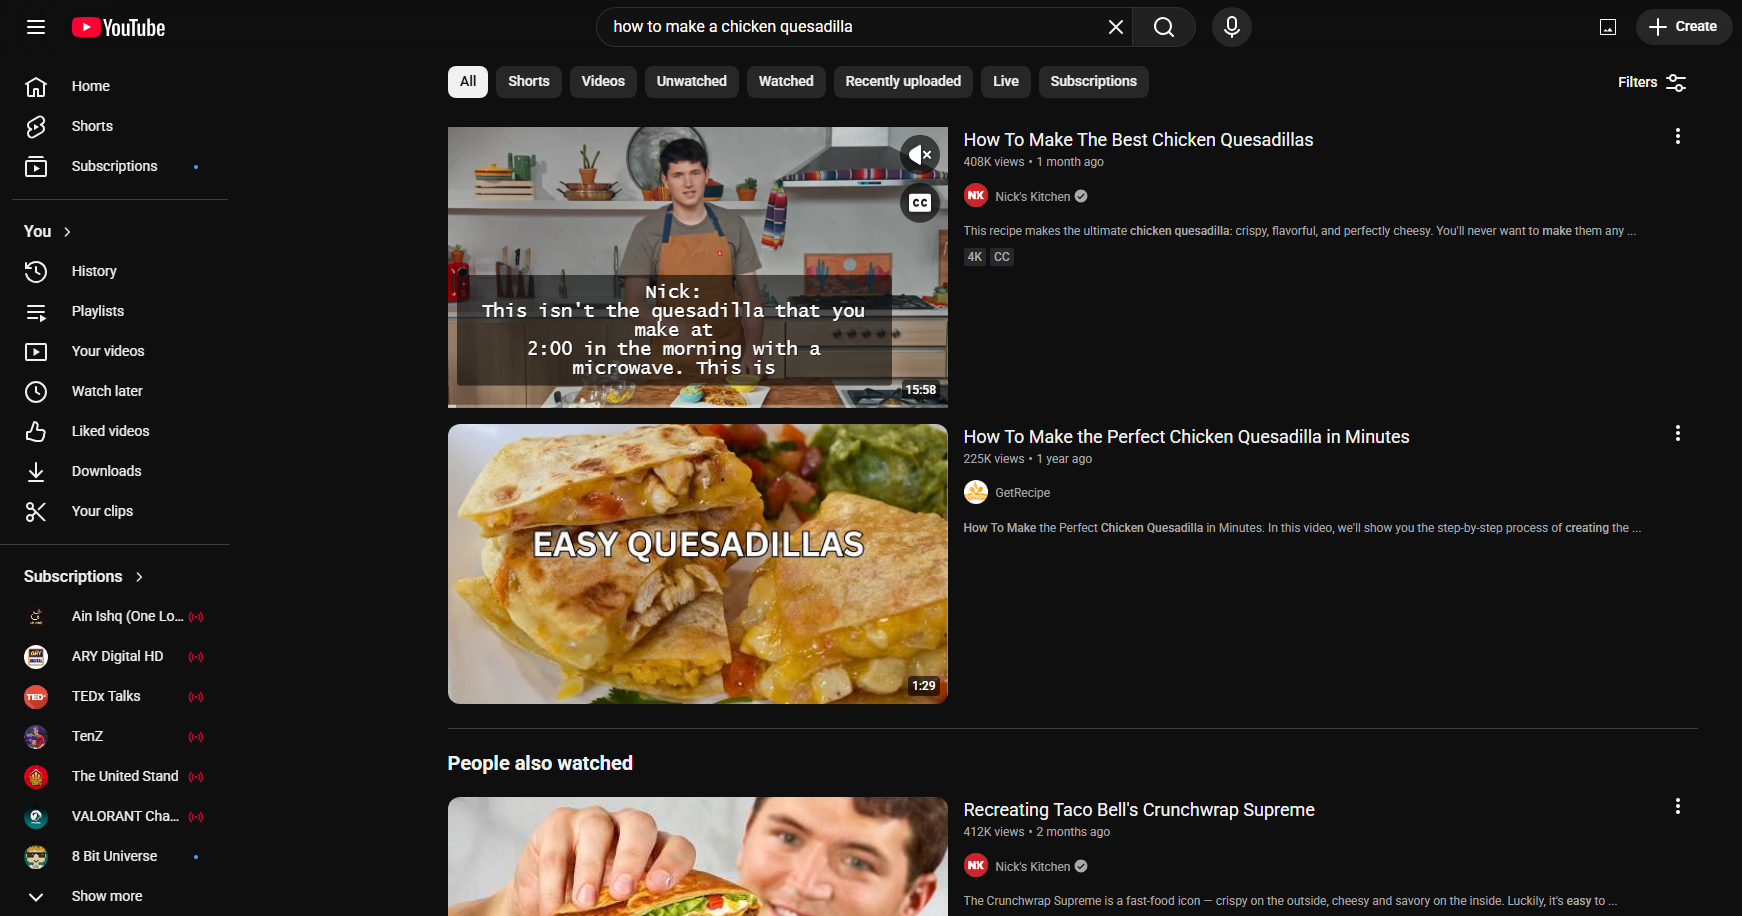 YouTube
how to make a chicken quesadilla
Create
Home
Shorts
Subscriptions
You
History
Playlists
Your videos
Watch later
Liked videos
Downloads
Your clips
Subscriptions
Ain Ishq (One Lo...
ARY Digital HD
TEDx Talks
TenZ
The United Stand
VALORANT Cha...
8 Bit Universe
Show more
All
Shorts
Videos
Unwatched
Watched
Recently uploaded
Live
Subscriptions
Filters
CC
Nick:
This isn't the quesadilla that you
make at
2:00 in the morning with a
microwave. This is
15:58
How To Make The Best Chicken Quesadillas
408K views • 1 month ago
NK Nick's Kitchen
This recipe makes the ultimate chicken quesadilla: crispy, flavorful, and perfectly cheesy. You'll never want to make them any ...
4K CC
EASY QUESADILLAS
1:29
How To Make the Perfect Chicken Quesadilla in Minutes
225K views • 1 year ago
GetRecipe
How To Make the Perfect Chicken Quesadilla in Minutes. In this video, we'll show you the step-by-step process of creating the ...
People also watched
Recreating Taco Bell's Crunchwrap Supreme
412K views • 2 months ago
NK Nick's Kitchen
The Crunchwrap Supreme is a fast-food icon — crispy on the outside, cheesy and savory on the inside. Luckily, it's easy to ...